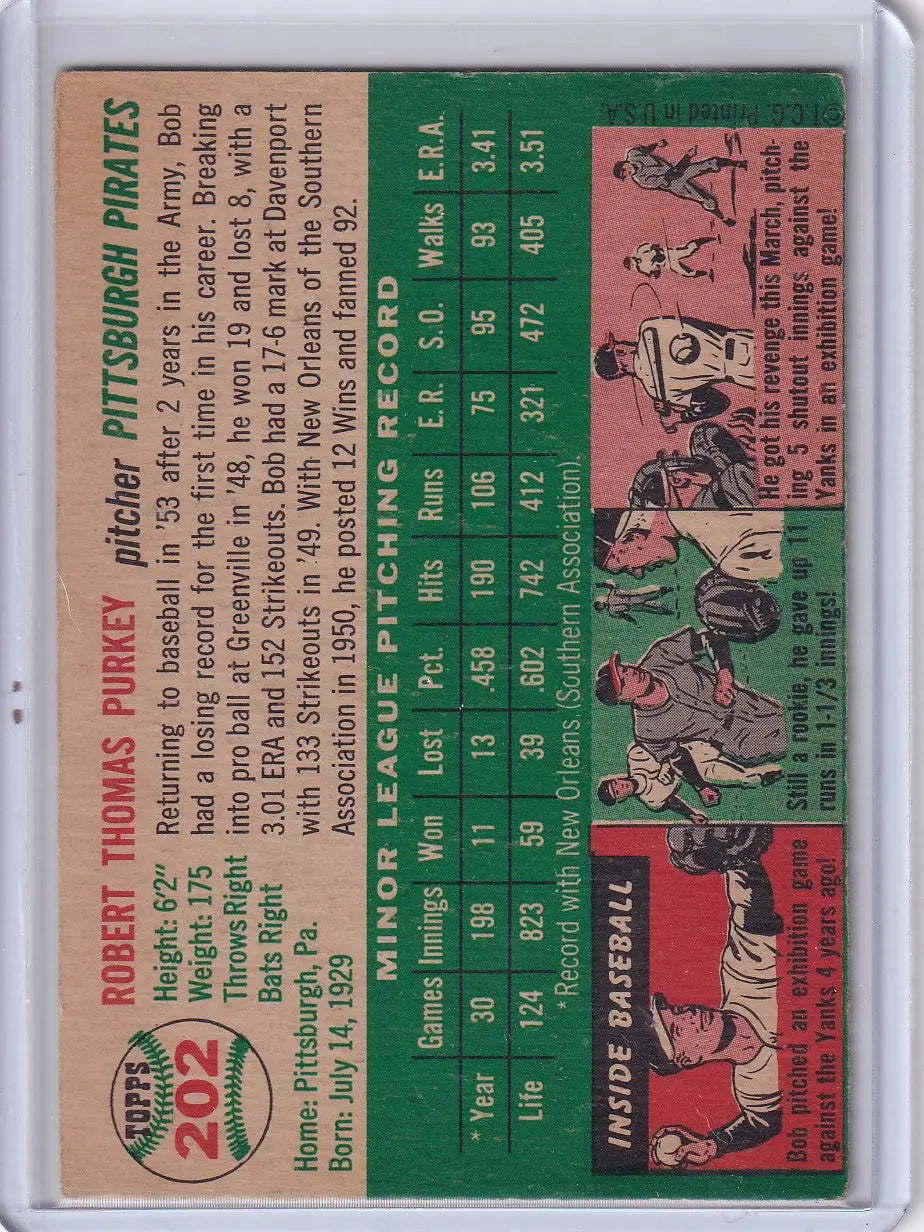 TOPPS
202
ROBERT THOMAS PURKEY pitcher PITTSBURGH PIRATES
Height: 6'2"
Weight: 175
Throws Right
Bats Right
Home: Pittsburgh, Pa.
Born: July 14, 1929
Returning to baseball in '53 after 2 years in the Army, Bob
had a losing record for the first time in his career. Breaking
into pro ball at Greenville in '48, he won 19 and lost 8, with a
3.01 ERA and 152 Strikeouts. Bob had a 17-6 mark at Davenport
with 133 Strikeouts in '49. With New Orleans of the Southern
Association in 1950, he posted 12 Wins and fanned 92.
MINOR LEAGUE PITCHING RECORD
Games Innings Won Lost Pct. Hits Runs E.R. S.O. Walks E.R.A.
* Year 30 198 11 13 .458 190 106 75 95 93 3.41
Life 124 823 59 39 .602 742 412 321 472 405 3.51
* Record with New Orleans. (Southern Association).
INSIDE BASEBALL
Bob pitched an exhibition game
against the Yanks 4 years ago!
Still a rookie, he gave up 11
runs in 1-1/3 innings!
He got his revenge this March, pitch-
ing 5 shutout innings against the
Yanks in an exhibition game!
©T.C.G. Printed in U.S.A.